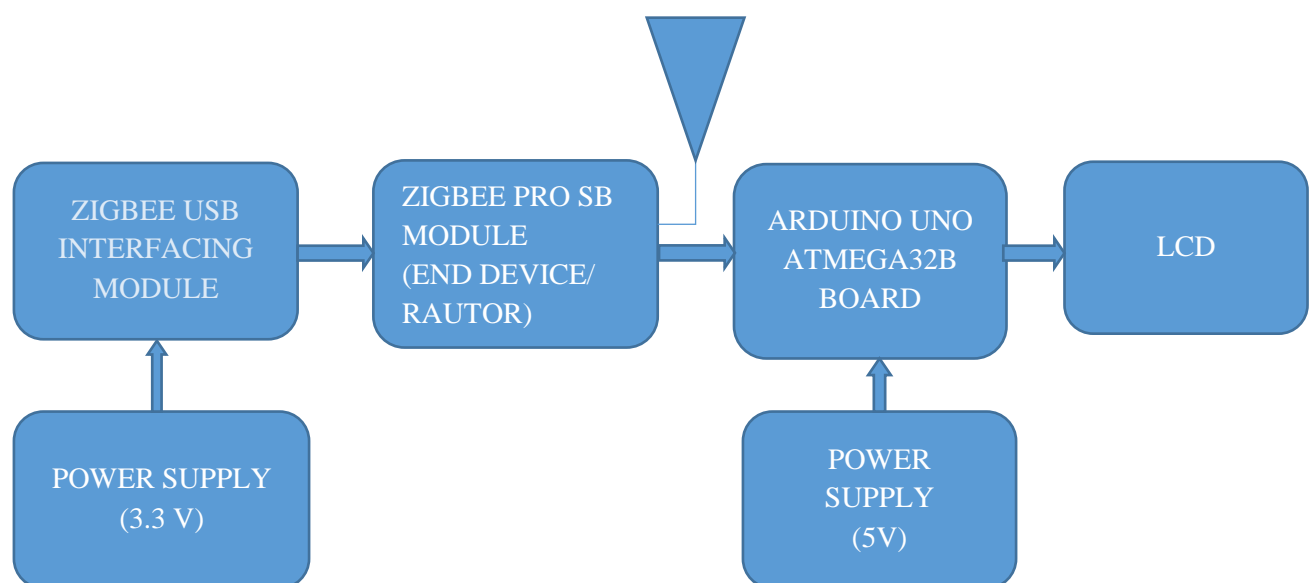 ZIGBEE USB
INTERFACING
MODULE
ZIGBEE PRO SB
MODULE
(END DEVICE/
RAUTOR)
ARDUINO UNO
ATMEGA32B
BOARD
LCD
POWER SUPPLY
(3.3 V)
POWER
SUPPLY
(5V)